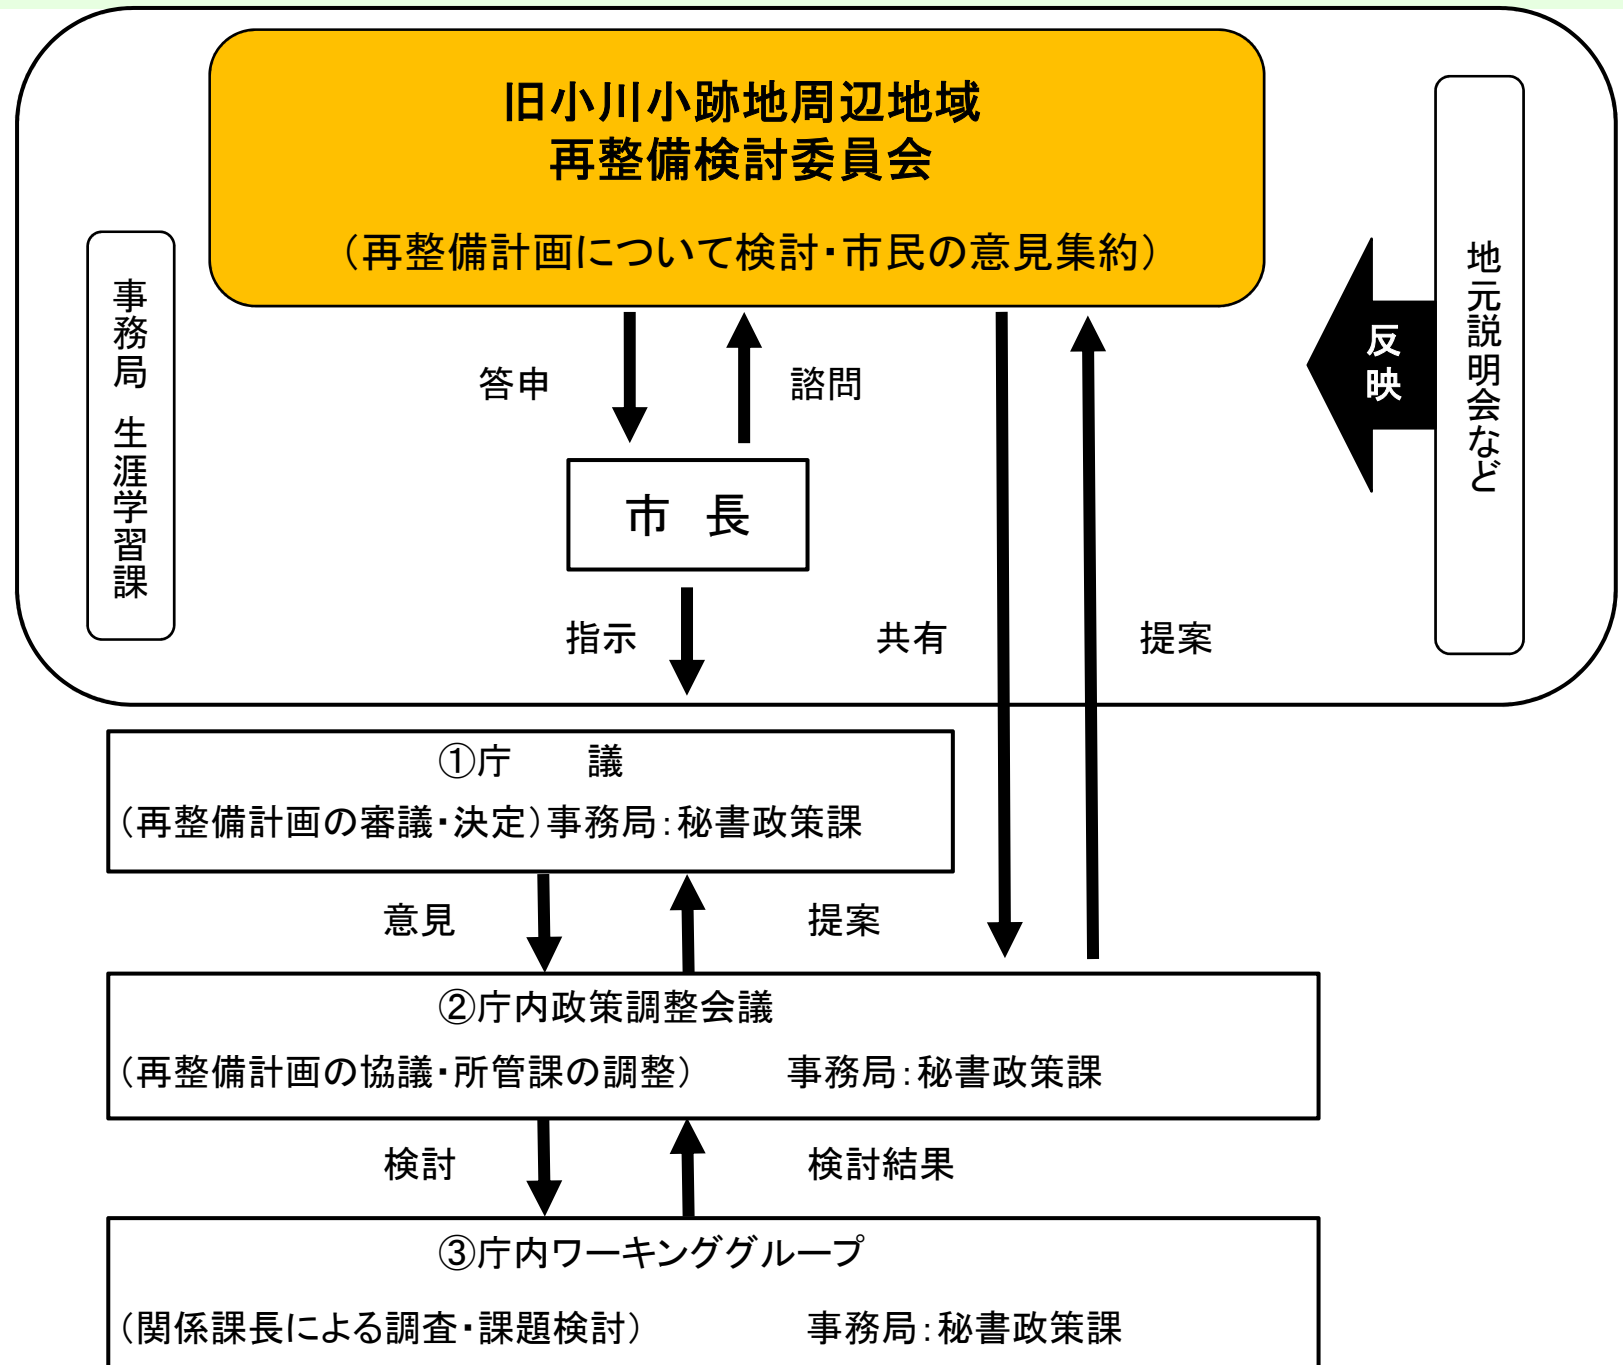 旧小川小跡地周辺地域
再整備検討委員会
（再整備計画について検討・市民の意見集約）
事務局 生涯学習課
地元説明会など
反映
答申
諮問
市　長
指示
共有
提案
①庁　　議
（再整備計画の審議・決定）事務局：秘書政策課
意見
提案
②庁内政策調整会議
（再整備計画の協議・所管課の調整）　　事務局：秘書政策課
検討
検討結果
③庁内ワーキンググループ
（関係課長による調査・課題検討）　　　　事務局：秘書政策課